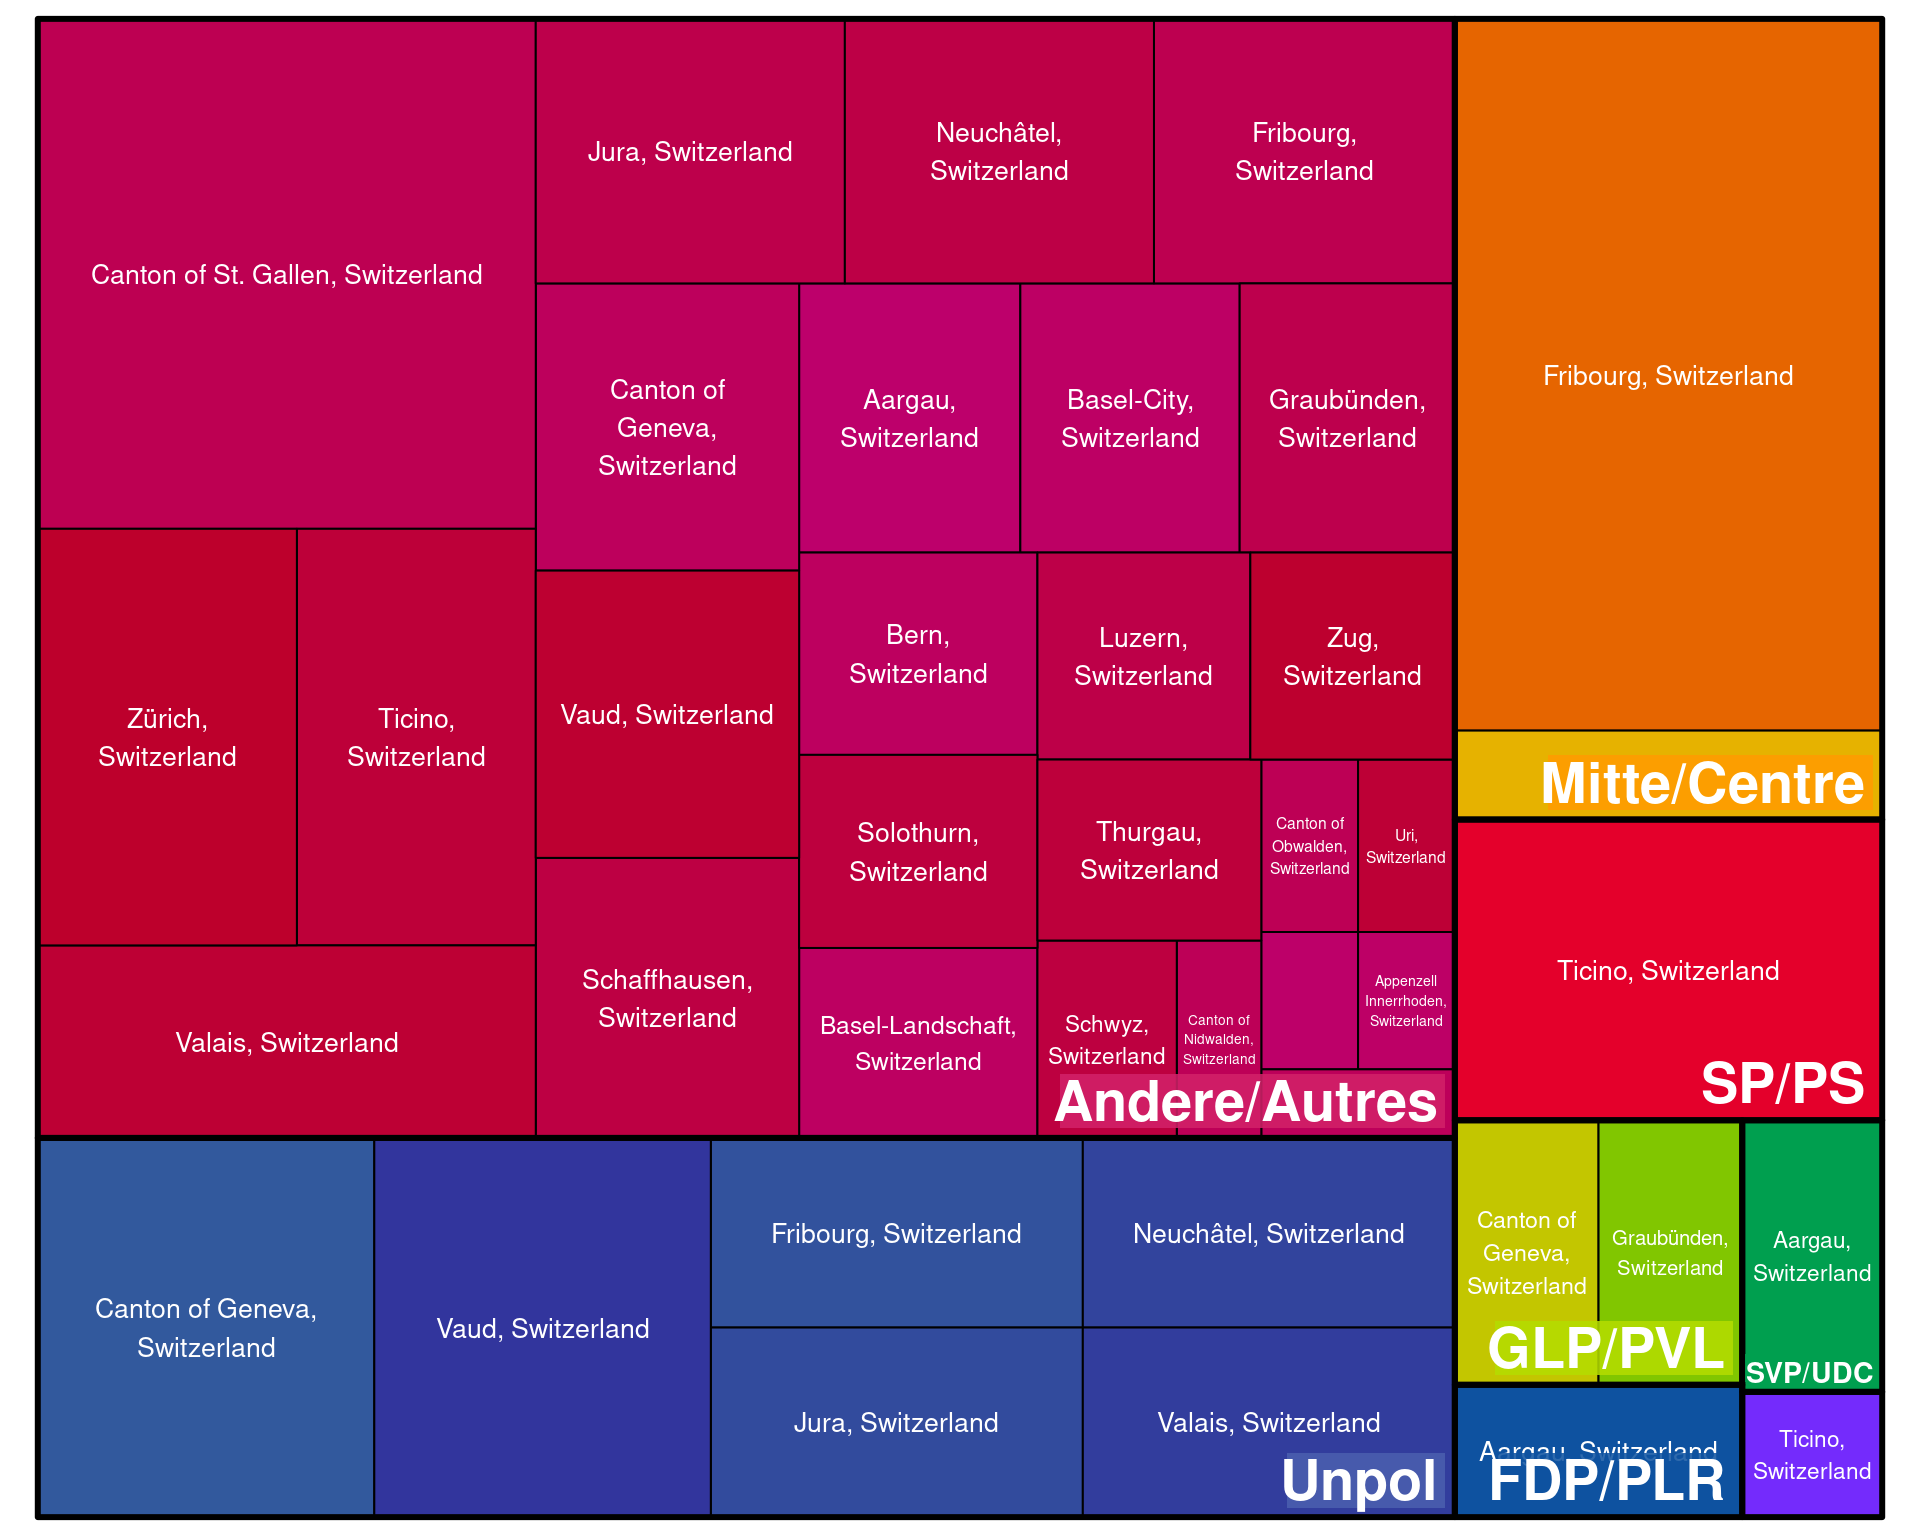 Canton of St. Gallen, Switzerland
Jura, Switzerland
Neuchâtel,
Switzerland
Fribourg,
Switzerland
Canton of
Geneva,
Switzerland
Aargau,
Switzerland
Basel-City,
Switzerland
Graubünden,
Switzerland
Zürich,
Switzerland
Ticino,
Switzerland
Vaud, Switzerland
Bern,
Switzerland
Luzern,
Switzerland
Zug,
Switzerland
Solothurn,
Switzerland
Thurgau,
Switzerland
Canton of
Obwalden,
Switzerland
Uri,
Switzerland
Valais, Switzerland
Schaffhausen,
Switzerland
Basel-Landschaft,
Switzerland
Schwyz,
Switzerland
Canton of
Nidwalden,
Switzerland
Appenzell
Innerrhoden,
Switzerland
Andere/Autres
Fribourg, Switzerland
Mitte/Centre
Ticino, Switzerland
SP/PS
Canton of Geneva,
Switzerland
Vaud, Switzerland
Fribourg, Switzerland
Neuchâtel, Switzerland
Jura, Switzerland
Valais, Switzerland
Unpol
Canton of
Geneva,
Switzerland
Graubünden,
Switzerland
GLP/PVL
Aargau,
Switzerland
SVP/UDC
Aargau, Switzerland
FDP/PLR
Ticino,
Switzerland